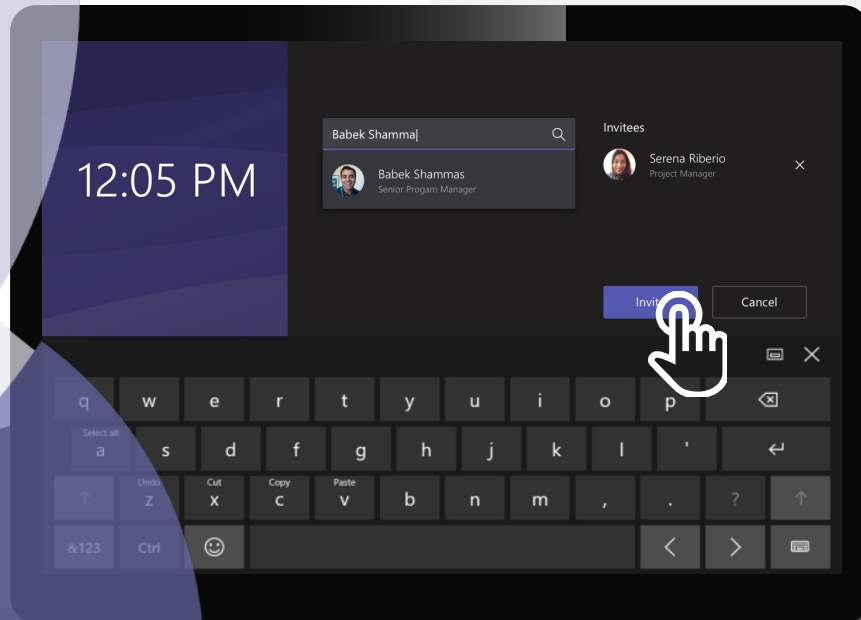 12:05 PM
Babek Shamma
Babek Shammas
Senior Progam Manager
Invitees
Serena Riberio
Project Manager
Invit
Cancel
q w e r t y u i o p
Select all
a s d f g h j k l '
Undo Cut Copy Paste
z x c v b n m , . ?
&123 Ctrl